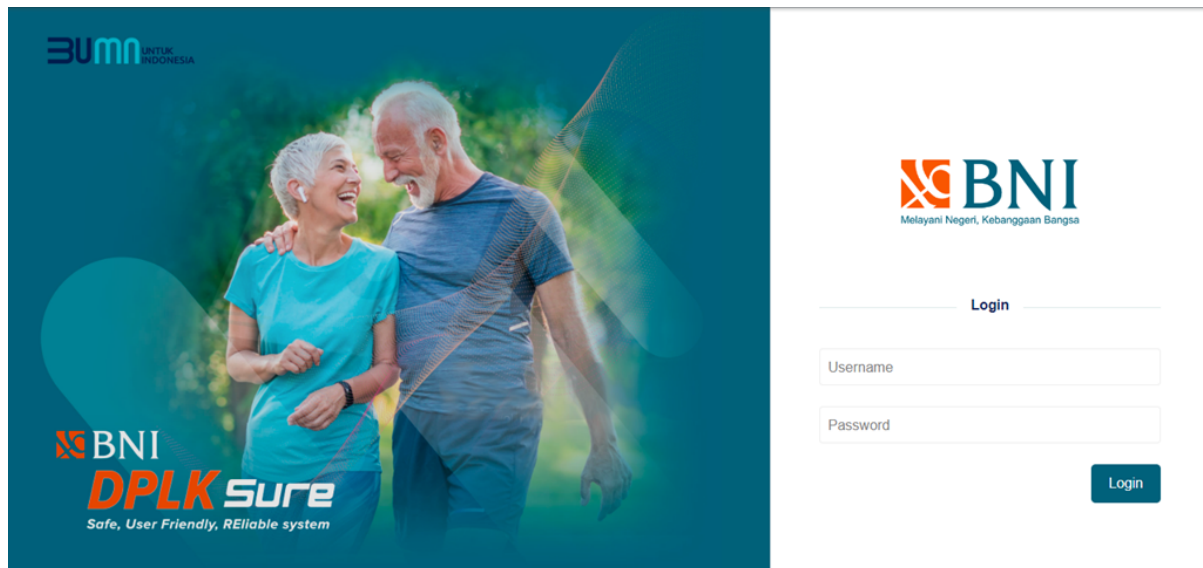 BUMN UNTUK
INDONESIA
BNI
DPLK Sure
Safe, User Friendly, REliable system
BNI
Melayani Negeri, Kebanggaan Bangsa
Login
Username
Password
Login